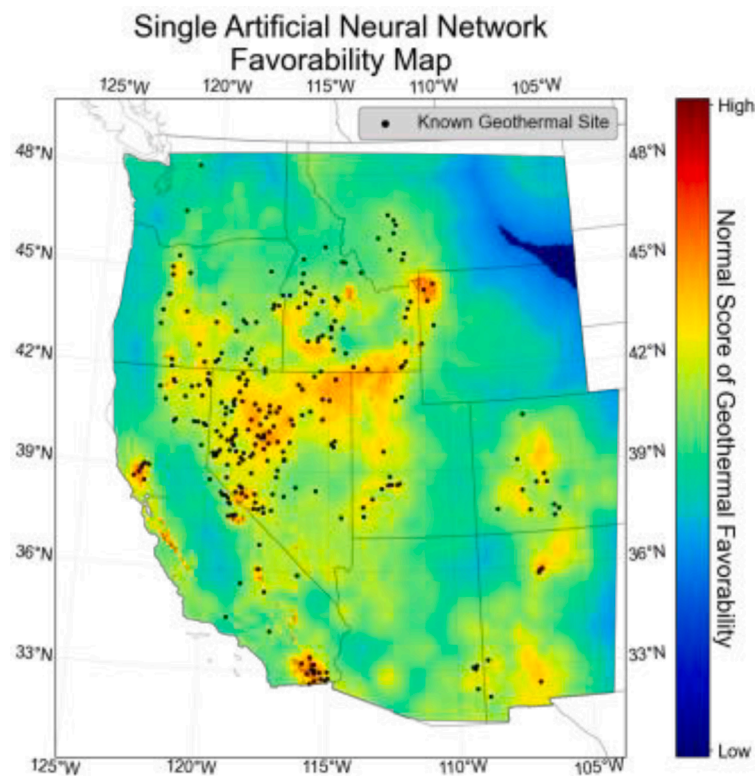 Single Artificial Neural Network
Favorability Map
125°W 120°W 115°W 110°W 105°W
Known Geothermal Site
High
48°N 48°N
45°N 45°N
42°N 42°N
39°N 39°N
36°N 36°N
33°N 33°N
Normal Score of Geothermal Favorability
Low
125°W 120°W 115°W 110°W 105°W